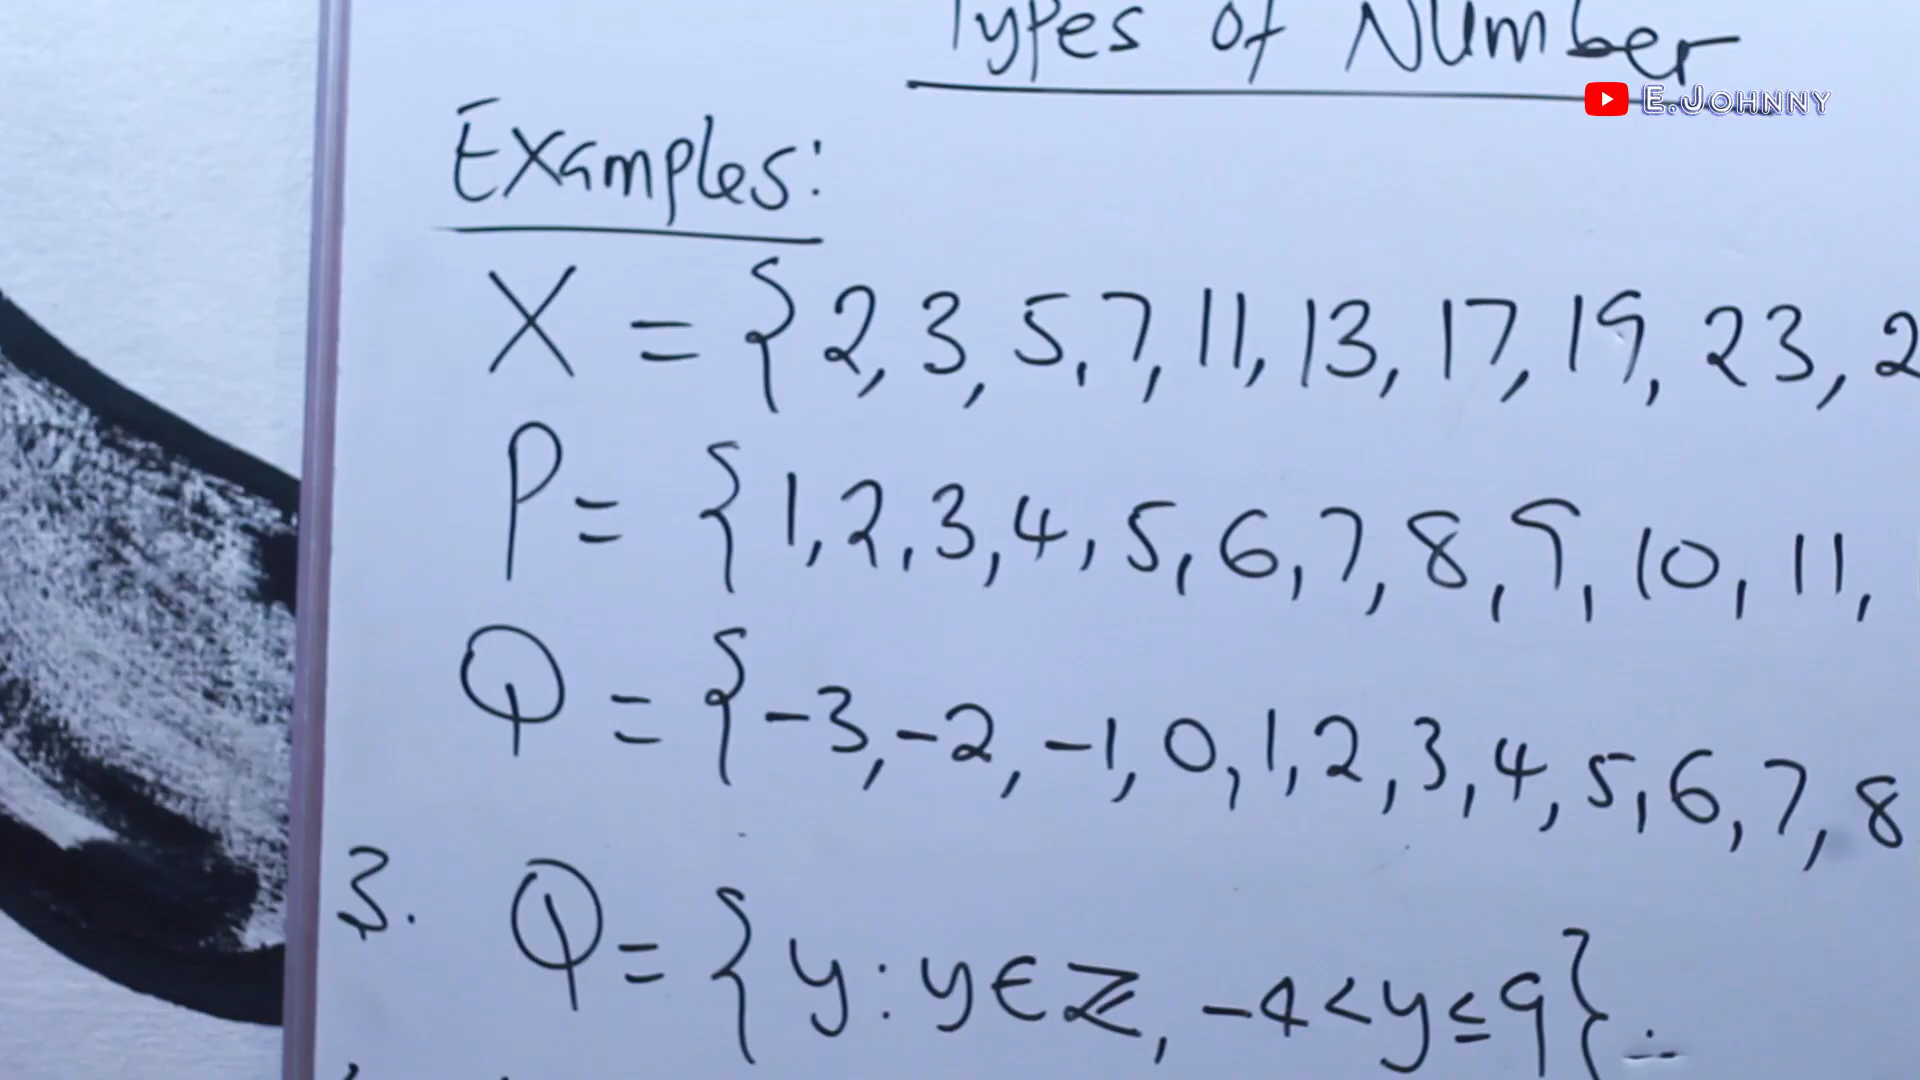 Types of Number
E.JOHNNY
Examples:
X = {2, 3, 5, 7, 11, 13, 17, 19, 23, 2
P = {1, 2, 3, 4, 5, 6, 7, 8, 9, 10, 11,
Q = {-3, -2, -1, 0, 1, 2, 3, 4, 5, 6, 7, 8
3. Q = {y : y ∈ ℤ, -4 < y ≤ 9}